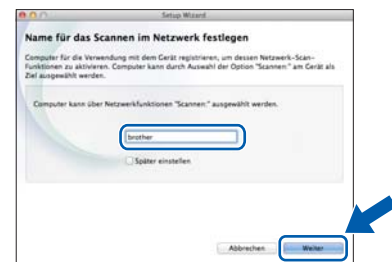 Setup Wizard
Name für das Scannen im Netzwerk festlegen
Computer für die Verwendung mit dem Gerät registrieren, um dessen Netzwerk-Scan-
Funktionen zu aktivieren. Computer kann durch Auswahl der Option "Scannen:" am Gerät als
Ziel ausgewählt werden.
Computer kann über Netzwerkfunktionen "Scannen:" ausgewählt werden.
brother
Später einstellen
Abbrechen Weiter